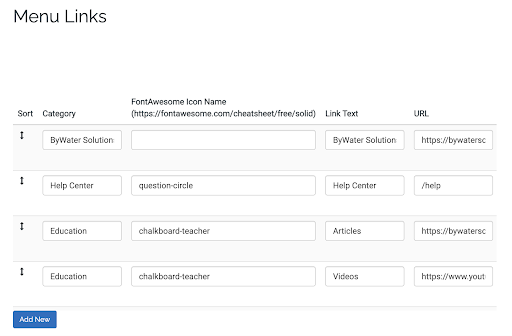 Menu Links
FontAwesome Icon Name
Sort Category (https://fontawesome.com/cheatsheet/free/solid) Link Text URL
ByWater Solution ByWater Solution https://bywatersc
Help Center question-circle Help Center /help
Education chalkboard-teacher Articles https://bywatersc
Education chalkboard-teacher Videos https://www.yout
Add New